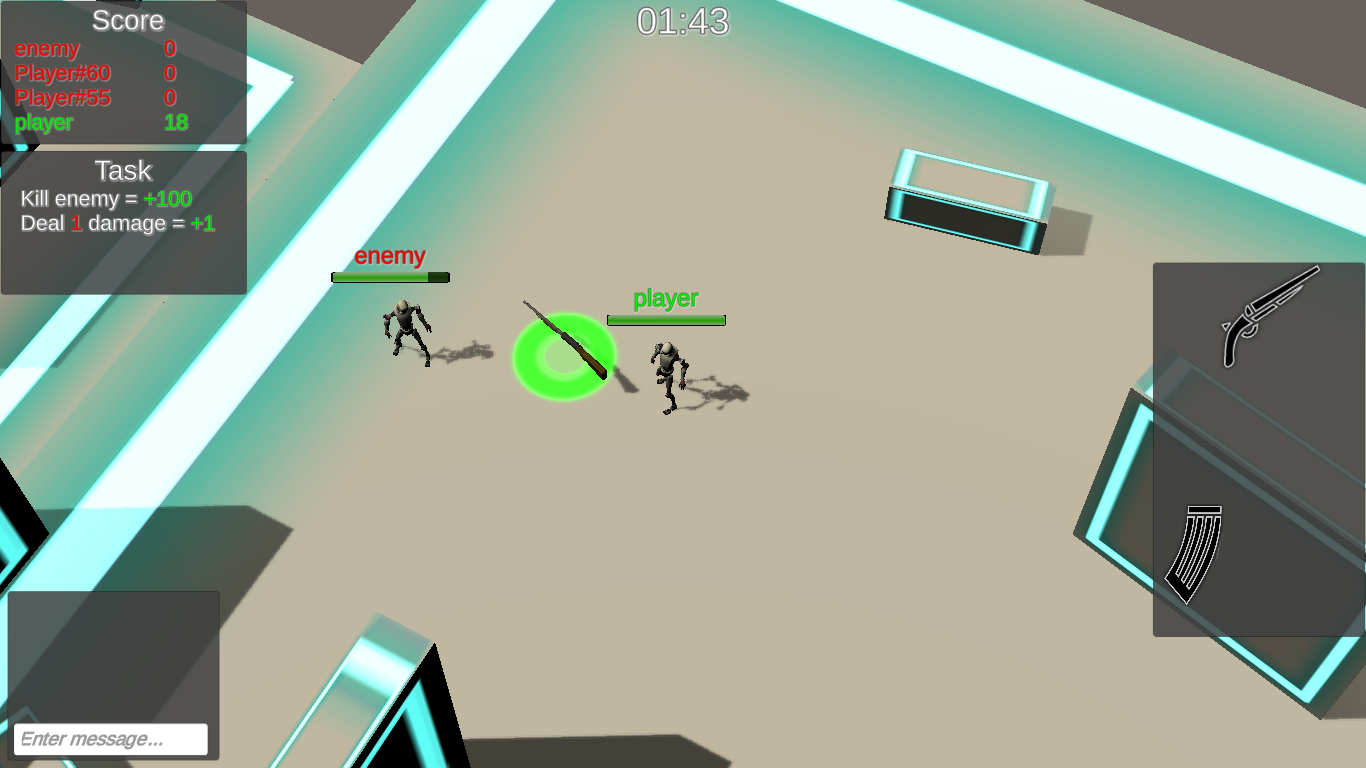 01:43
Score
enemy 0
Player#60 0
Player#55 0
player 18
Task
Kill enemy = +100
Deal 1 damage = +1
enemy
player
Enter message...